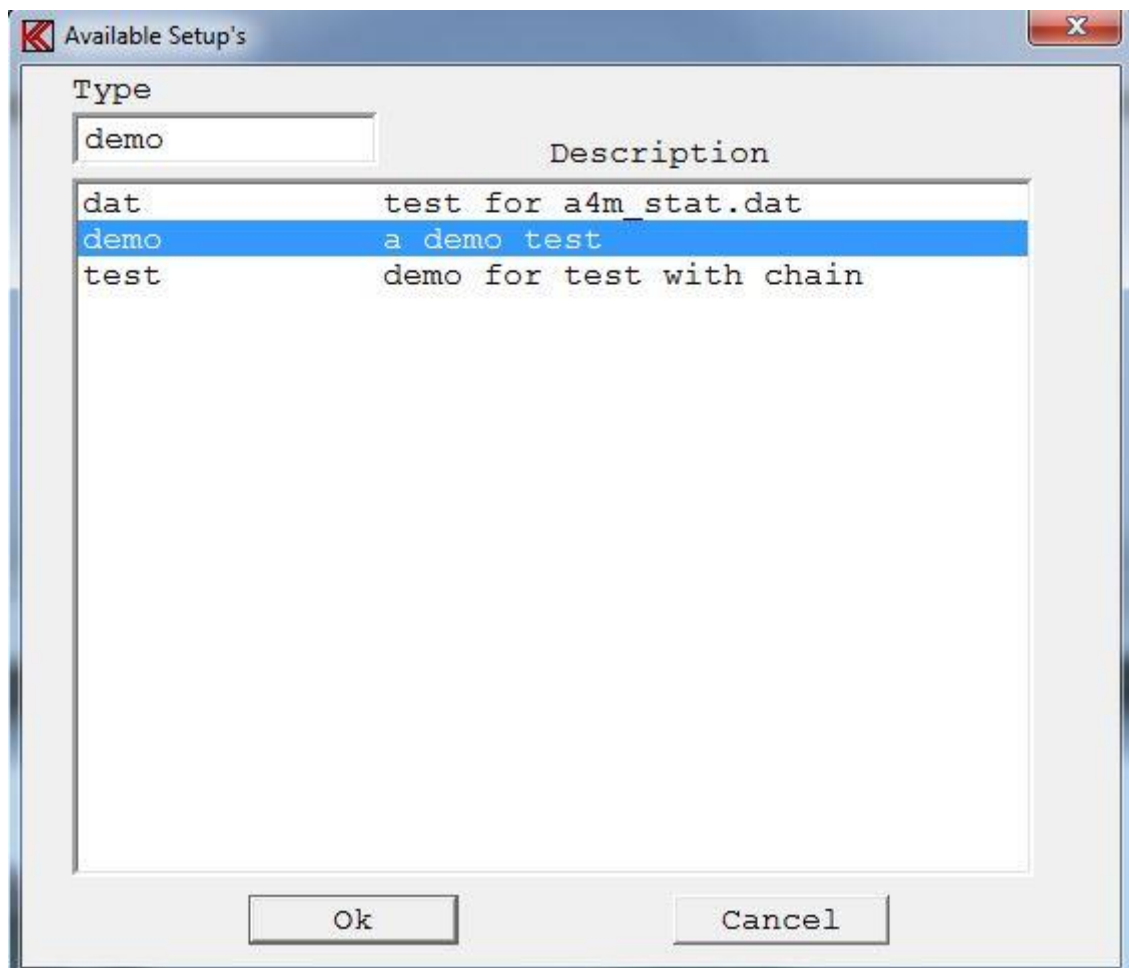 Available Setup's
Type
demo
Description
dat test for a4m_stat.dat
demo a demo test
test demo for test with chain
Ok Cancel